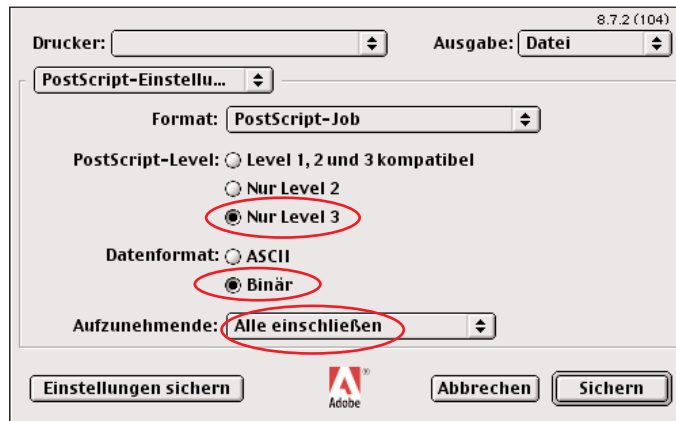 8.7.2 (104)
Drucker: Ausgabe: Datei
PostScript-Einstellu...
Format: PostScript-Job
PostScript-Level: Level 1, 2 und 3 kompatibel
Nur Level 2
Nur Level 3
Datenformat: ASCII
Binär
Aufzunehmende: Alle einschließen
Einstellungen sichern Adobe® Abbrechen Sichern